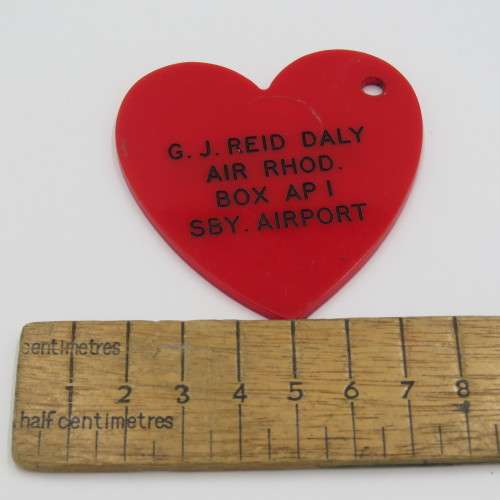 G. J. REID DALY
AIR RHOD.
BOX AP 1
SBY. AIRPORT
centimetres
1 2 3 4 5 6 7 8
half centimetres